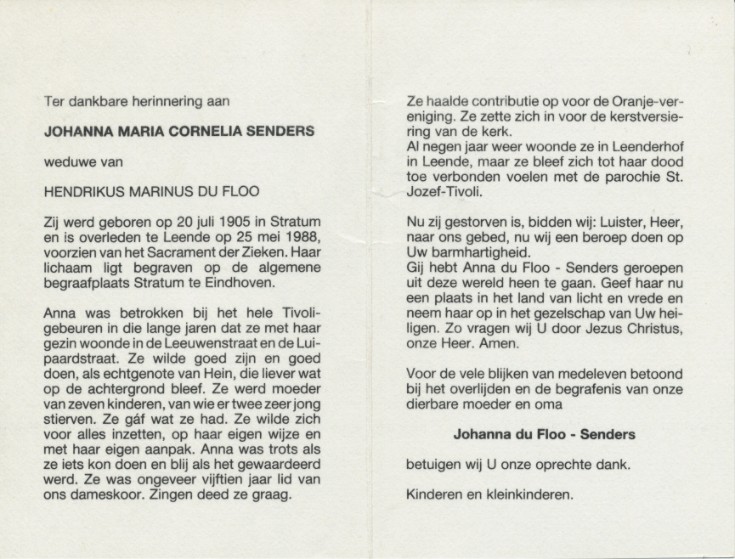 Ter dankbare herinnering aan
JOHANNA MARIA CORNELIA SENDERS
weduwe van
HENDRIKUS MARINUS DU FLOO
Zij werd geboren op 20 juli 1905 in Stratum
en is overleden te Leende op 25 mei 1988,
voorzien van het Sacrament der Zieken. Haar
lichaam ligt begraven op de algemene
begraafplaats Stratum te Eindhoven.
Anna was betrokken bij het hele Tivoli-
gebeuren in die lange jaren dat ze met haar
gezin woonde in de Leeuwenstraat en de Lui-
paardstraat. Ze wilde goed zijn en goed
doen, als echtgenote van Hein, die liever wat
op de achtergrond bleef. Ze werd moeder
van zeven kinderen, van wie er twee zeer jong
stierven. Ze gáf wat ze had. Ze wilde zich
voor alles inzetten, op haar eigen wijze en
met haar eigen aanpak. Anna was trots als
ze iets kon doen en blij als het gewaardeerd
werd. Ze was ongeveer vijftien jaar lid van
ons dameskoor. Zingen deed ze graag.
Ze haalde contributie op voor de Oranje-ver-
eniging. Ze zette zich in voor de kerstversie-
ring van de kerk.
Al negen jaar weer woonde ze in Leenderhof
in Leende, maar ze bleef zich tot haar dood
toe verbonden voelen met de parochie St.
Jozef-Tivoli.
Nu zij gestorven is, bidden wij: Luister, Heer,
naar ons gebed, nu wij een beroep doen op
Uw barmhartigheid.
Gij hebt Anna du Floo - Senders geroepen
uit deze wereld heen te gaan. Geef haar nu
een plaats in het land van licht en vrede en
neem haar op in het gezelschap van Uw hei-
ligen. Zo vragen wij U door Jezus Christus,
onze Heer. Amen.
Voor de vele blijken van medeleven betoond
bij het overlijden en de begrafenis van onze
dierbare moeder en oma
Johanna du Floo - Senders
betuigen wij U onze oprechte dank.
Kinderen en kleinkinderen.